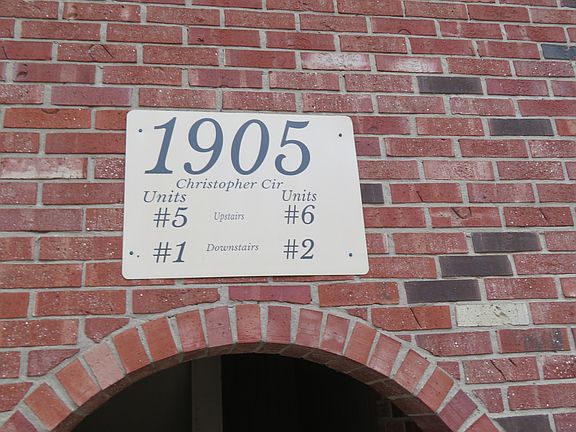 1905
Christopher Cir
Units Units
#5 Upstairs #6
#1 Downstairs #2